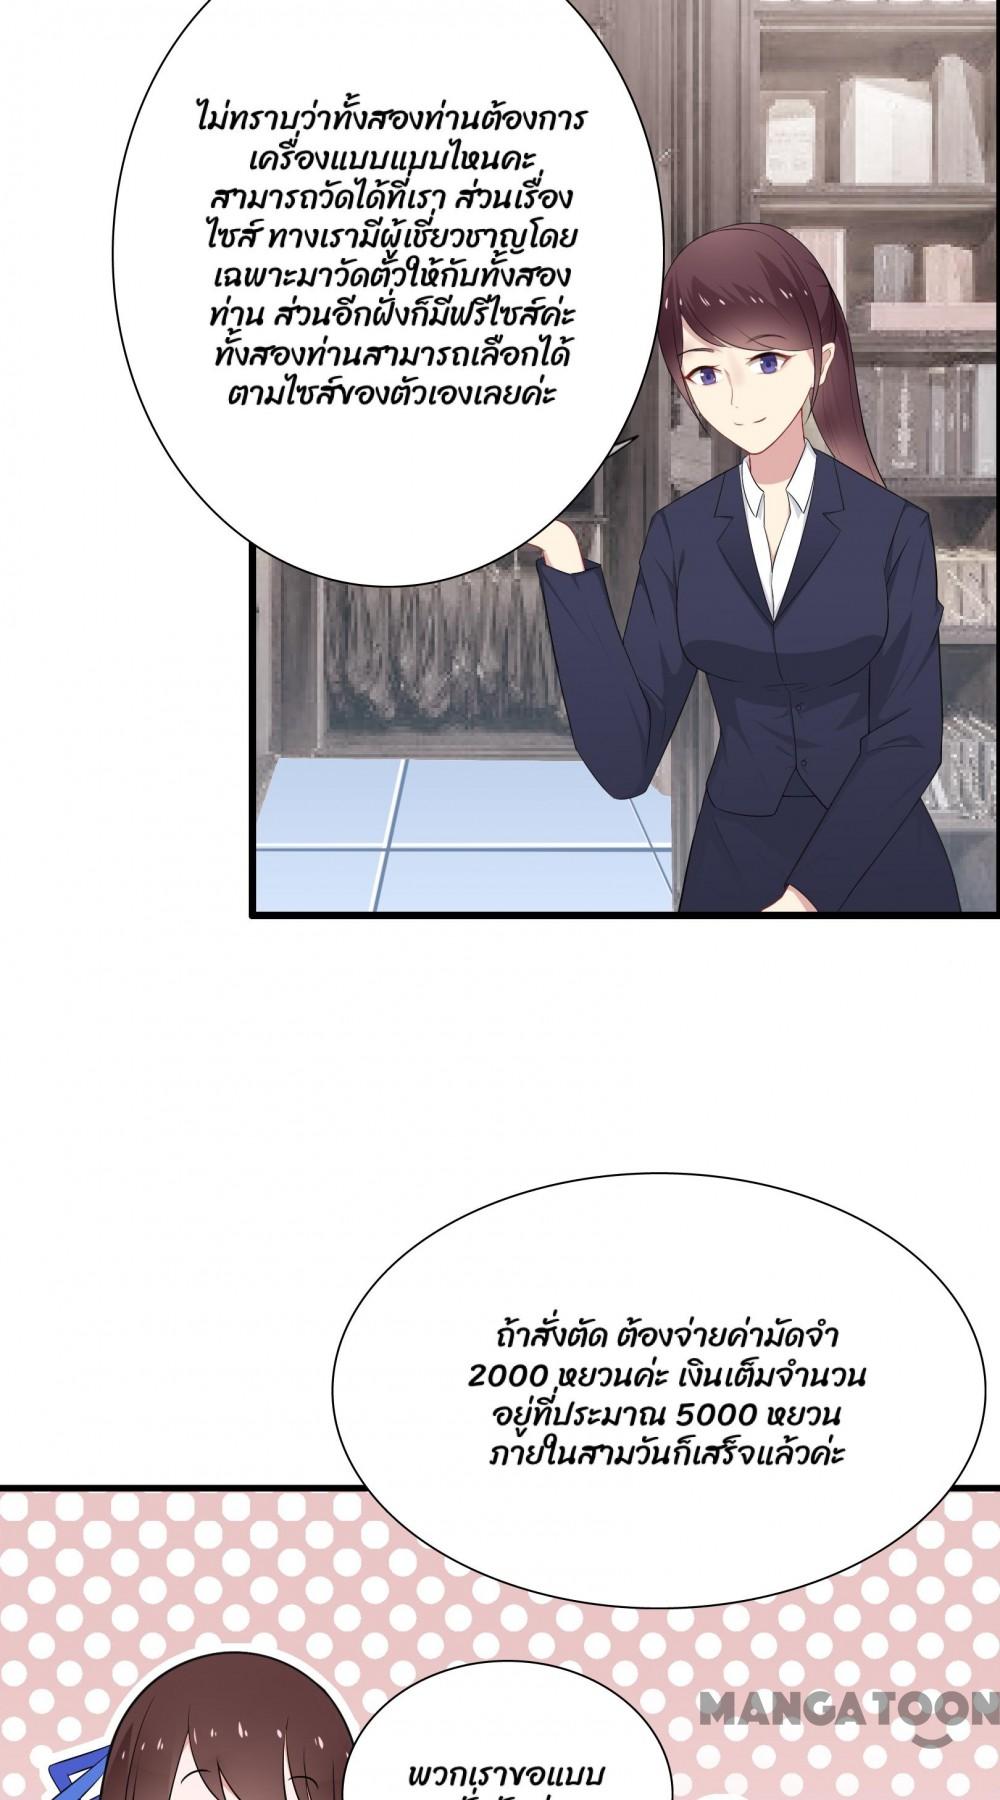 ไม่ทราบว่าทั้งสองท่านต้องการ
เครื่องแบบแบบไหนคะ
สามารถวัดได้ที่เรา ส่วนเรื่อง
ไซส์ ทางเรามีผู้เชี่ยวชาญโดย
เฉพาะมาวัดตัวให้กับทั้งสอง
ท่าน ส่วนอีกฝั่งก็มีฟรีไซส์ค่ะ
ทั้งสองท่านสามารถเลือกได้
ตามไซส์ของตัวเองเลยค่ะ
ถ้าสั่งตัด ต้องจ่ายค่ามัดจำ
2000 หยวนค่ะ เงินเต็มจำนวน
อยู่ที่ประมาณ 5000 หยวน
ภายในสามวันก็เสร็จแล้วค่ะ
MANGATOON
พวกเราขอแบบ